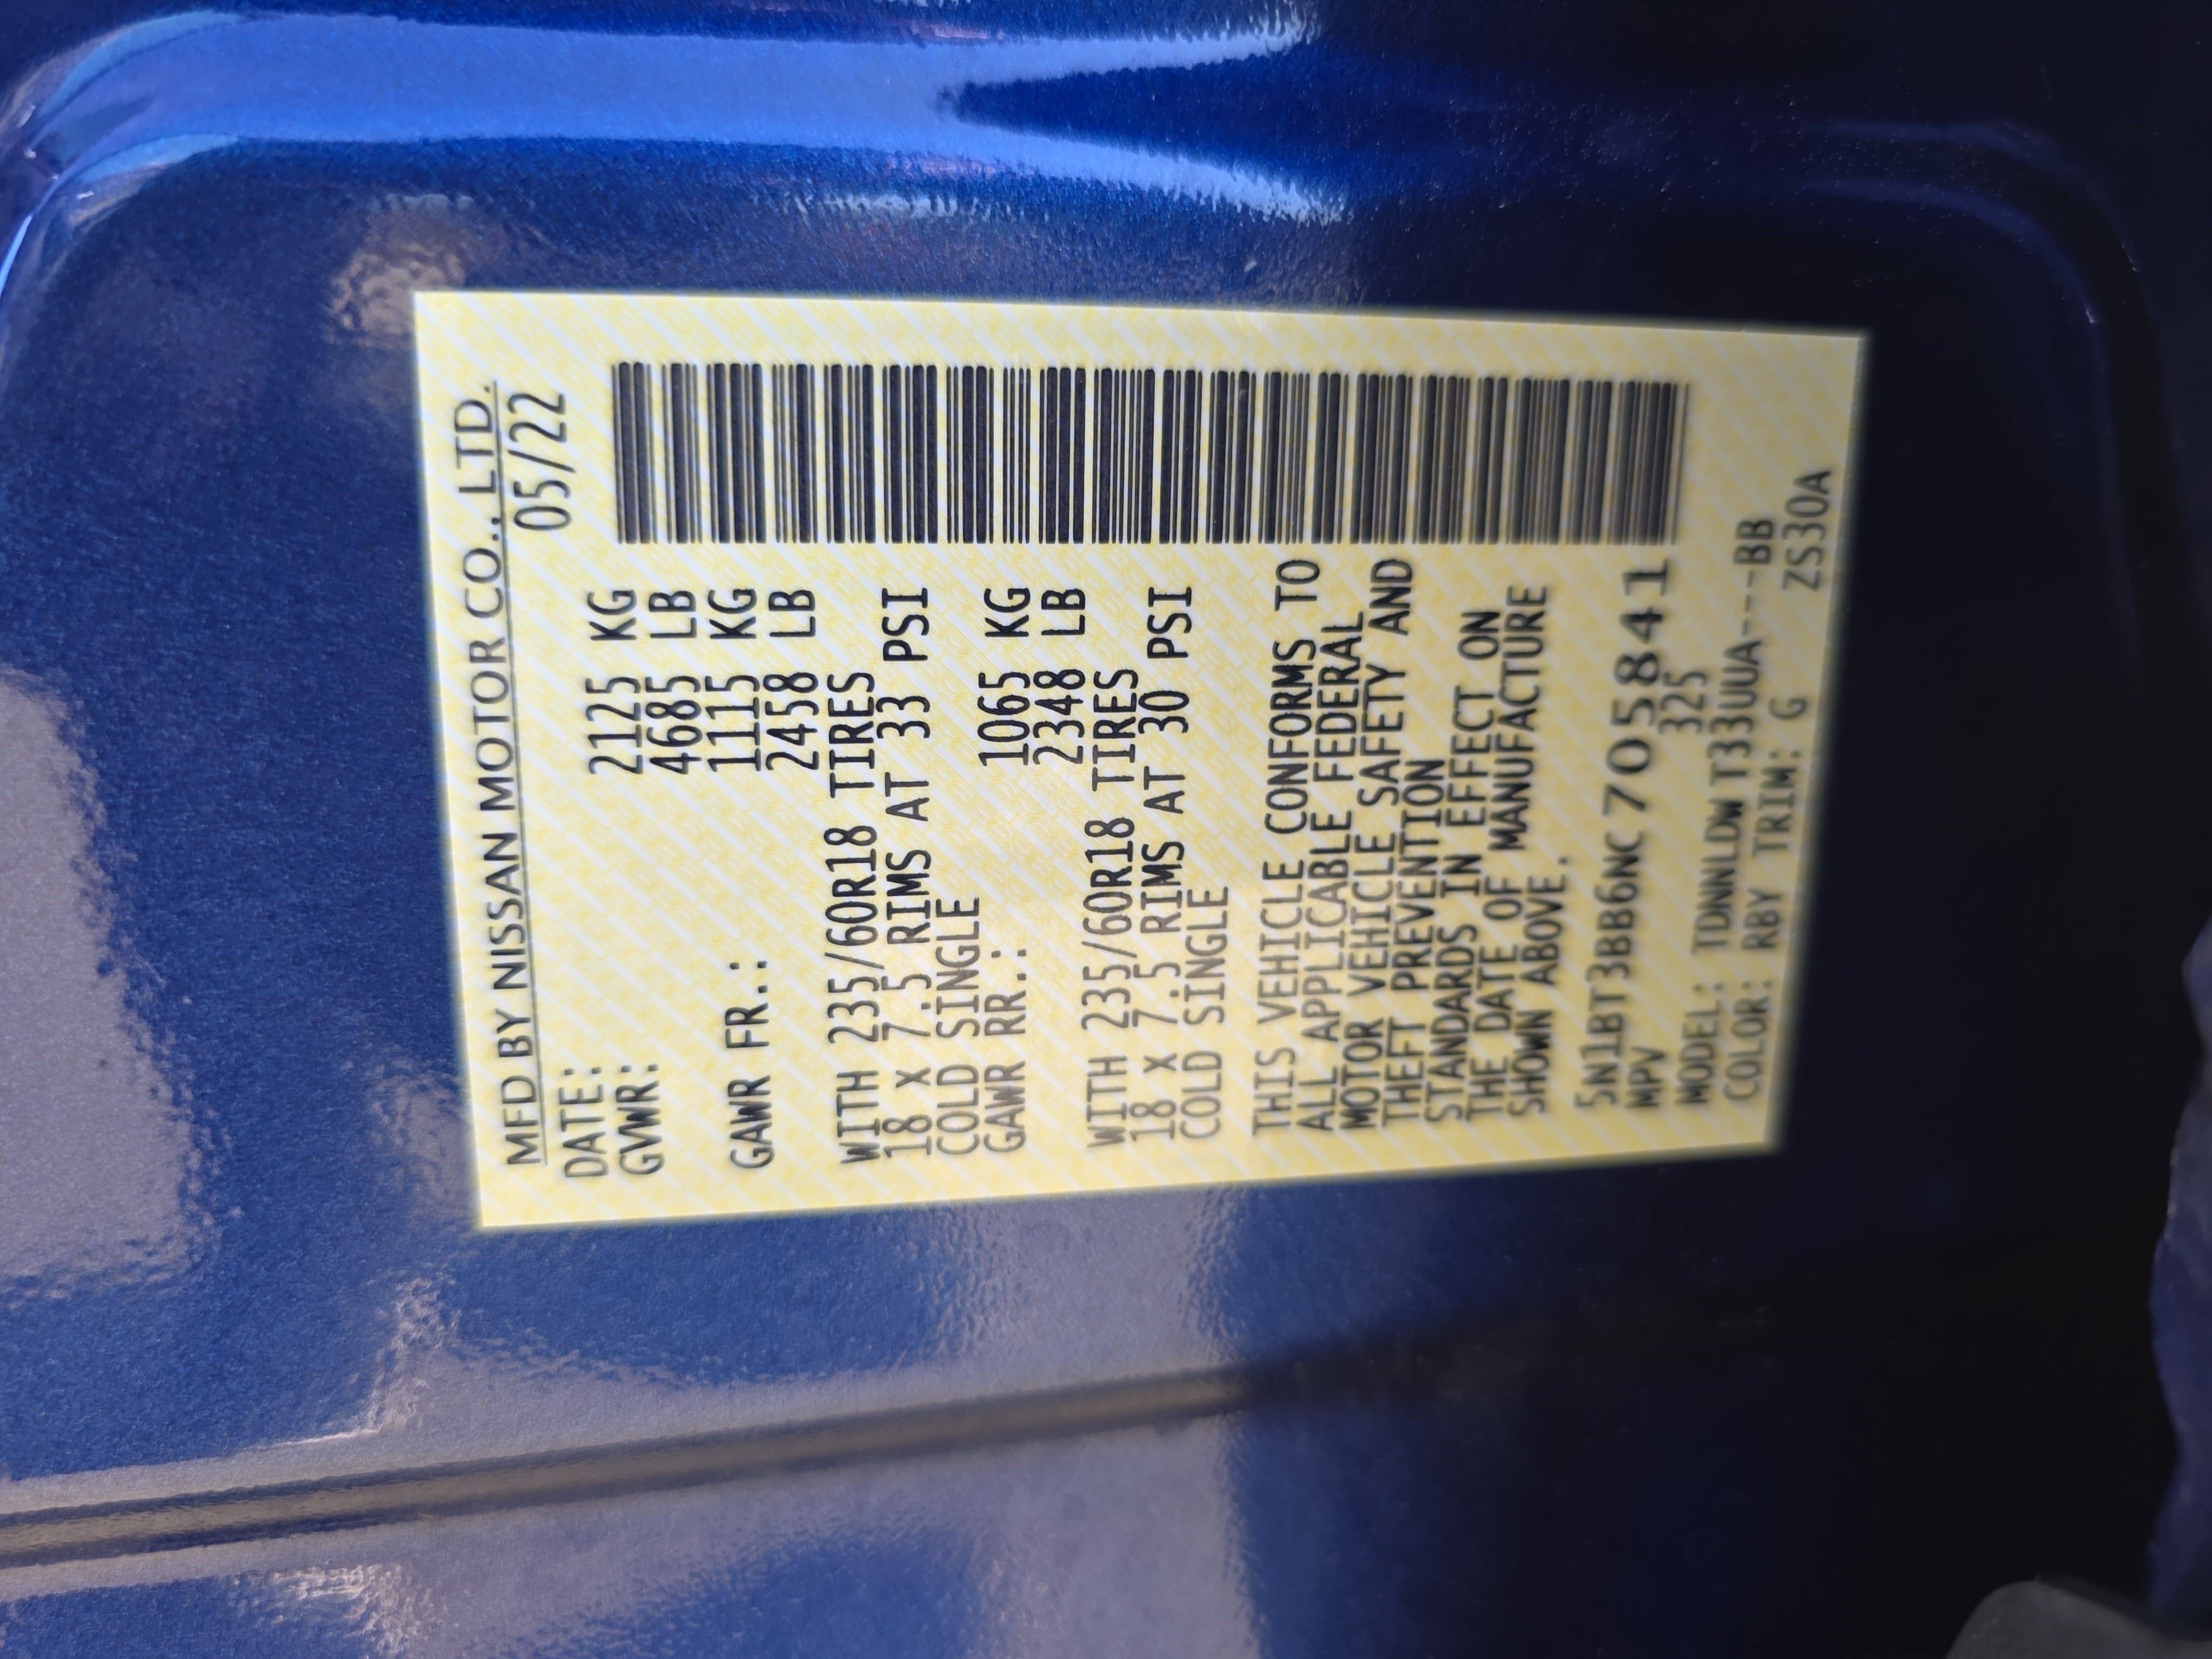 MFD BY NISSAN MOTOR CO., LTD.
DATE: 05/22
GVWR: 2125 KG
4685 LB
GAWR FR.: 1115 KG
2458 LB
WITH 235/60R18 TIRES
18 X 7.5 RIMS AT 33 PSI
COLD SINGLE
GAWR RR.: 1065 KG
2348 LB
WITH 235/60R18 TIRES
18 X 7.5 RIMS AT 30 PSI
COLD SINGLE
THIS VEHICLE CONFORMS TO
ALL APPLICABLE FEDERAL
MOTOR VEHICLE SAFETY AND
THEFT PREVENTION
STANDARDS IN EFFECT ON
THE DATE OF MANUFACTURE
SHOWN ABOVE.
5N1BT3BB6NC705841
MPV 325
MODEL: TDNNLDW T33UUA---BB
COLOR: RBY TRIM: G ZS30A